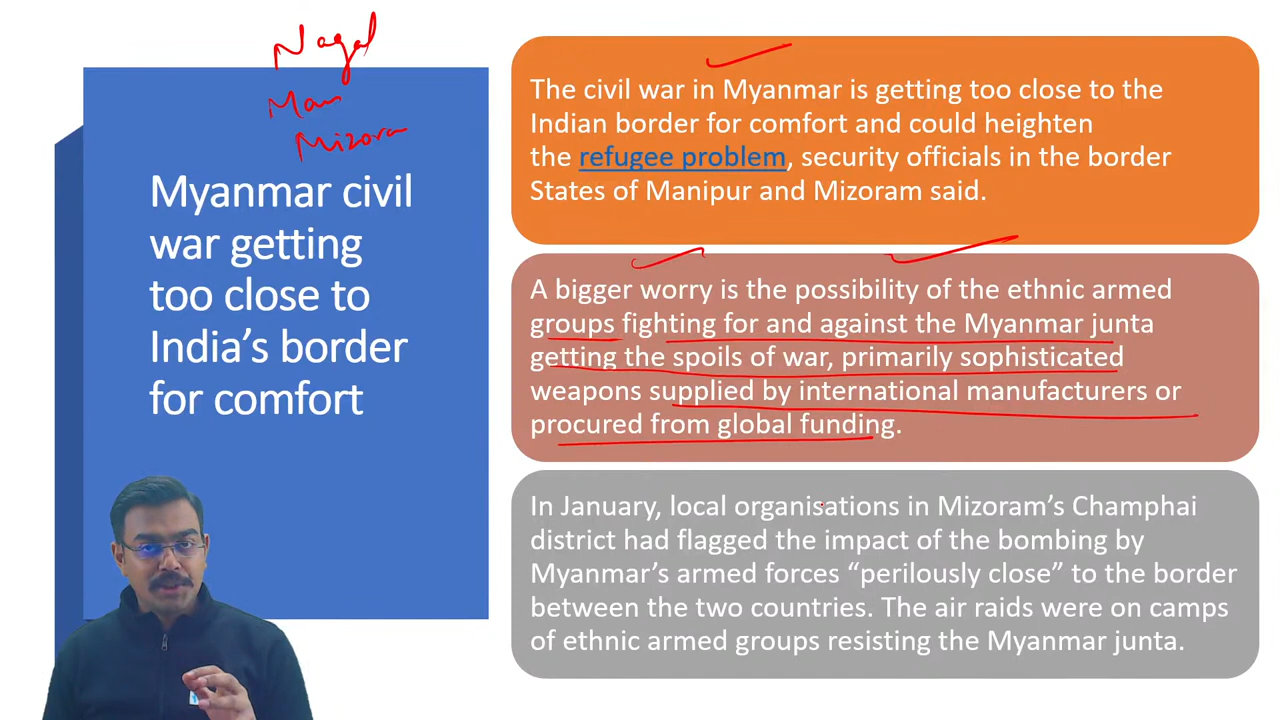 Nagal
Man
Mizoram
Myanmar civil
war getting
too close to
India’s border
for comfort
The civil war in Myanmar is getting too close to the
Indian border for comfort and could heighten
the refugee problem, security officials in the border
States of Manipur and Mizoram said.
A bigger worry is the possibility of the ethnic armed
groups fighting for and against the Myanmar junta
getting the spoils of war, primarily sophisticated
weapons supplied by international manufacturers or
procured from global funding.
In January, local organisations in Mizoram’s Champhai
district had flagged the impact of the bombing by
Myanmar’s armed forces “perilously close” to the border
between the two countries. The air raids were on camps
of ethnic armed groups resisting the Myanmar junta.